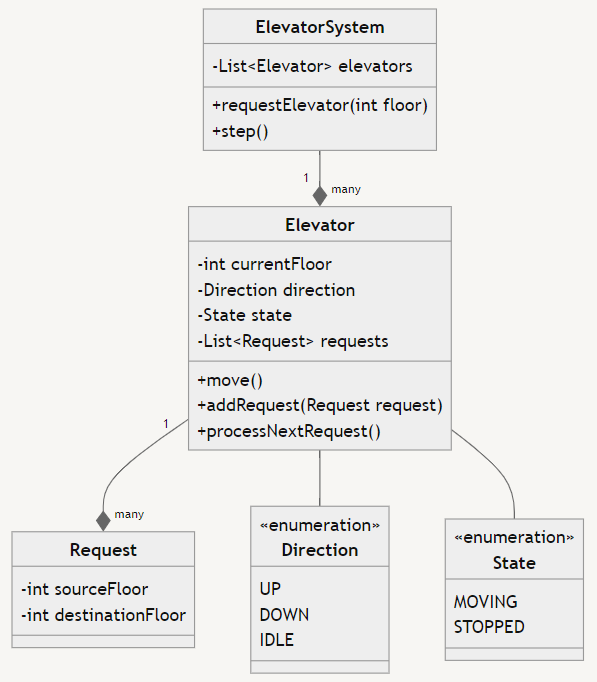 ElevatorSystem
-List<Elevator> elevators
+requestElevator(int floor)
+step()
1
many
Elevator
-int currentFloor
-Direction direction
-State state
-List<Request> requests
+move()
+addRequest(Request request)
+processNextRequest()
1
many
Request
-int sourceFloor
-int destinationFloor
«enumeration»
Direction
UP
DOWN
IDLE
«enumeration»
State
MOVING
STOPPED